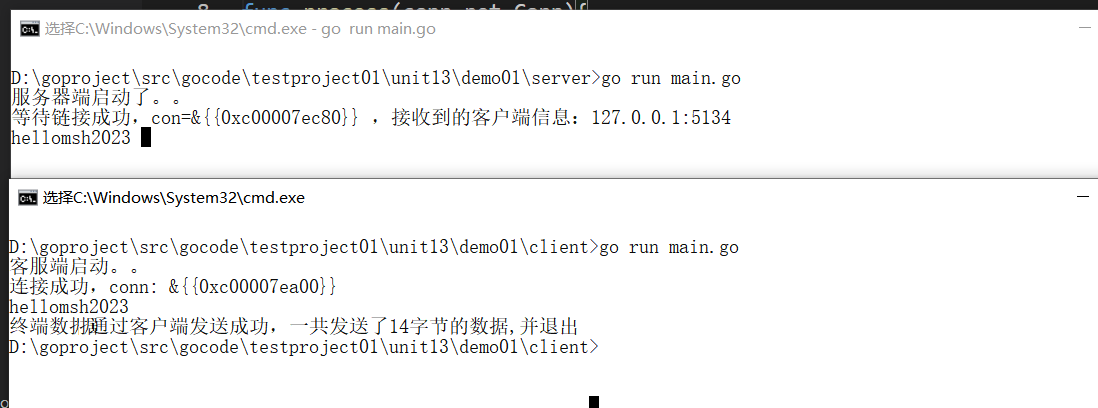 8 func process(conn net.Conn){
选择C:\Windows\System32\cmd.exe - go  run main.go
D:\goproject\src\gocode\testproject01\unit13\demo01\server>go run main.go
服务器端启动了。。
等待链接成功，con=&{{0xc00007ec80}} ，接收到的客户端信息：127.0.0.1:5134
hellomsh2023
选择C:\Windows\System32\cmd.exe
D:\goproject\src\gocode\testproject01\unit13\demo01\client>go run main.go
客服端启动。。
连接成功，conn: &{{0xc00007ea00}}
hellomsh2023
终端数据通过客户端发送成功，一共发送了14字节的数据,并退出
D:\goproject\src\gocode\testproject01\unit13\demo01\client>